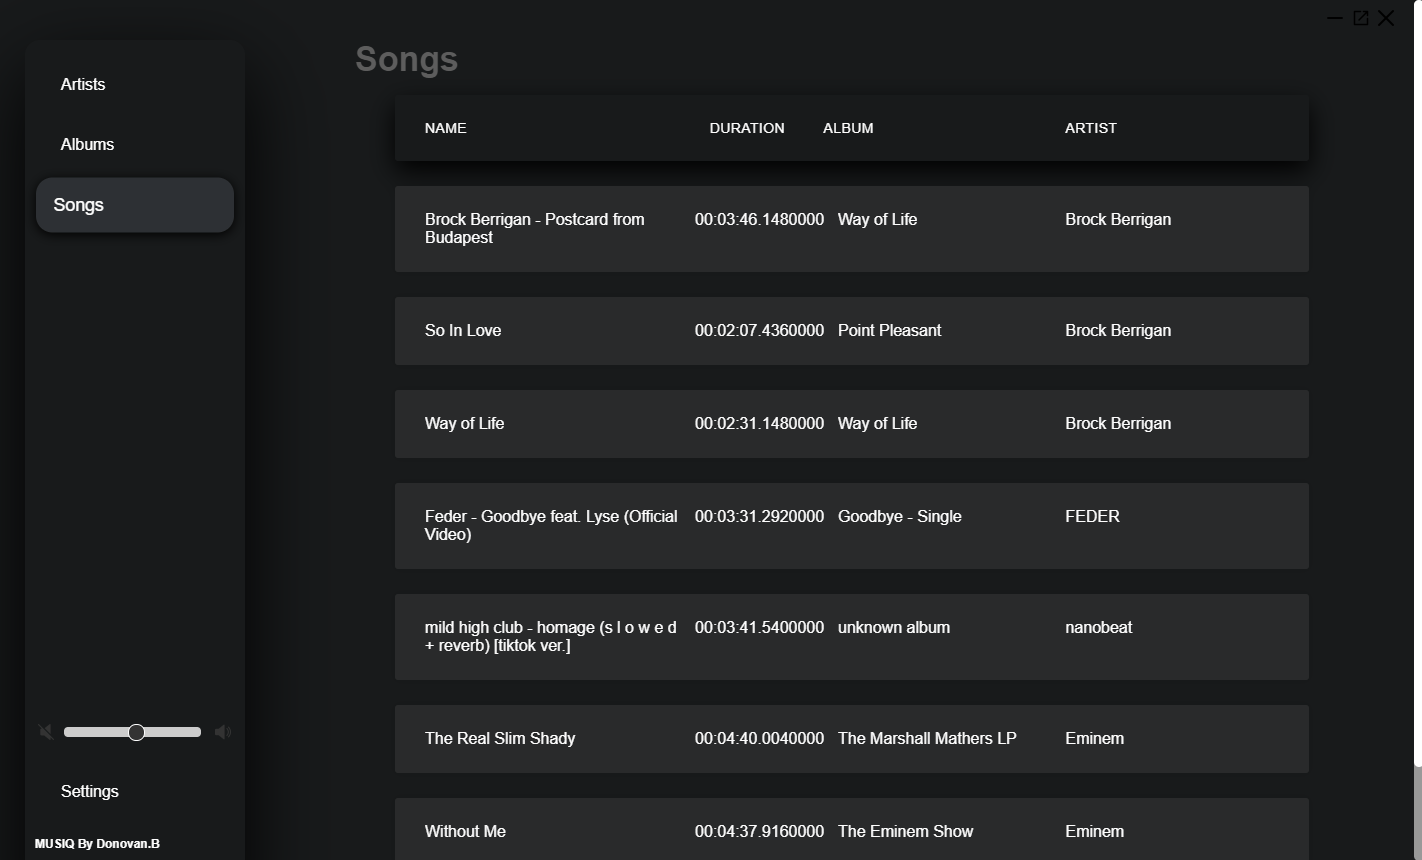 Songs
Artists
Albums
Songs
NAME DURATION ALBUM ARTIST
Brock Berrigan - Postcard from 00:03:46.1480000 Way of Life Brock Berrigan
Budapest
So In Love 00:02:07.4360000 Point Pleasant Brock Berrigan
Way of Life 00:02:31.1480000 Way of Life Brock Berrigan
Feder - Goodbye feat. Lyse (Official 00:03:31.2920000 Goodbye - Single FEDER
Video)
mild high club - homage (s l o w e d 00:03:41.5400000 unknown album nanobeat
+ reverb) [tiktok ver.]
The Real Slim Shady 00:04:40.0040000 The Marshall Mathers LP Eminem
Without Me 00:04:37.9160000 The Eminem Show Eminem
Settings
MUSIQ By Donovan.B